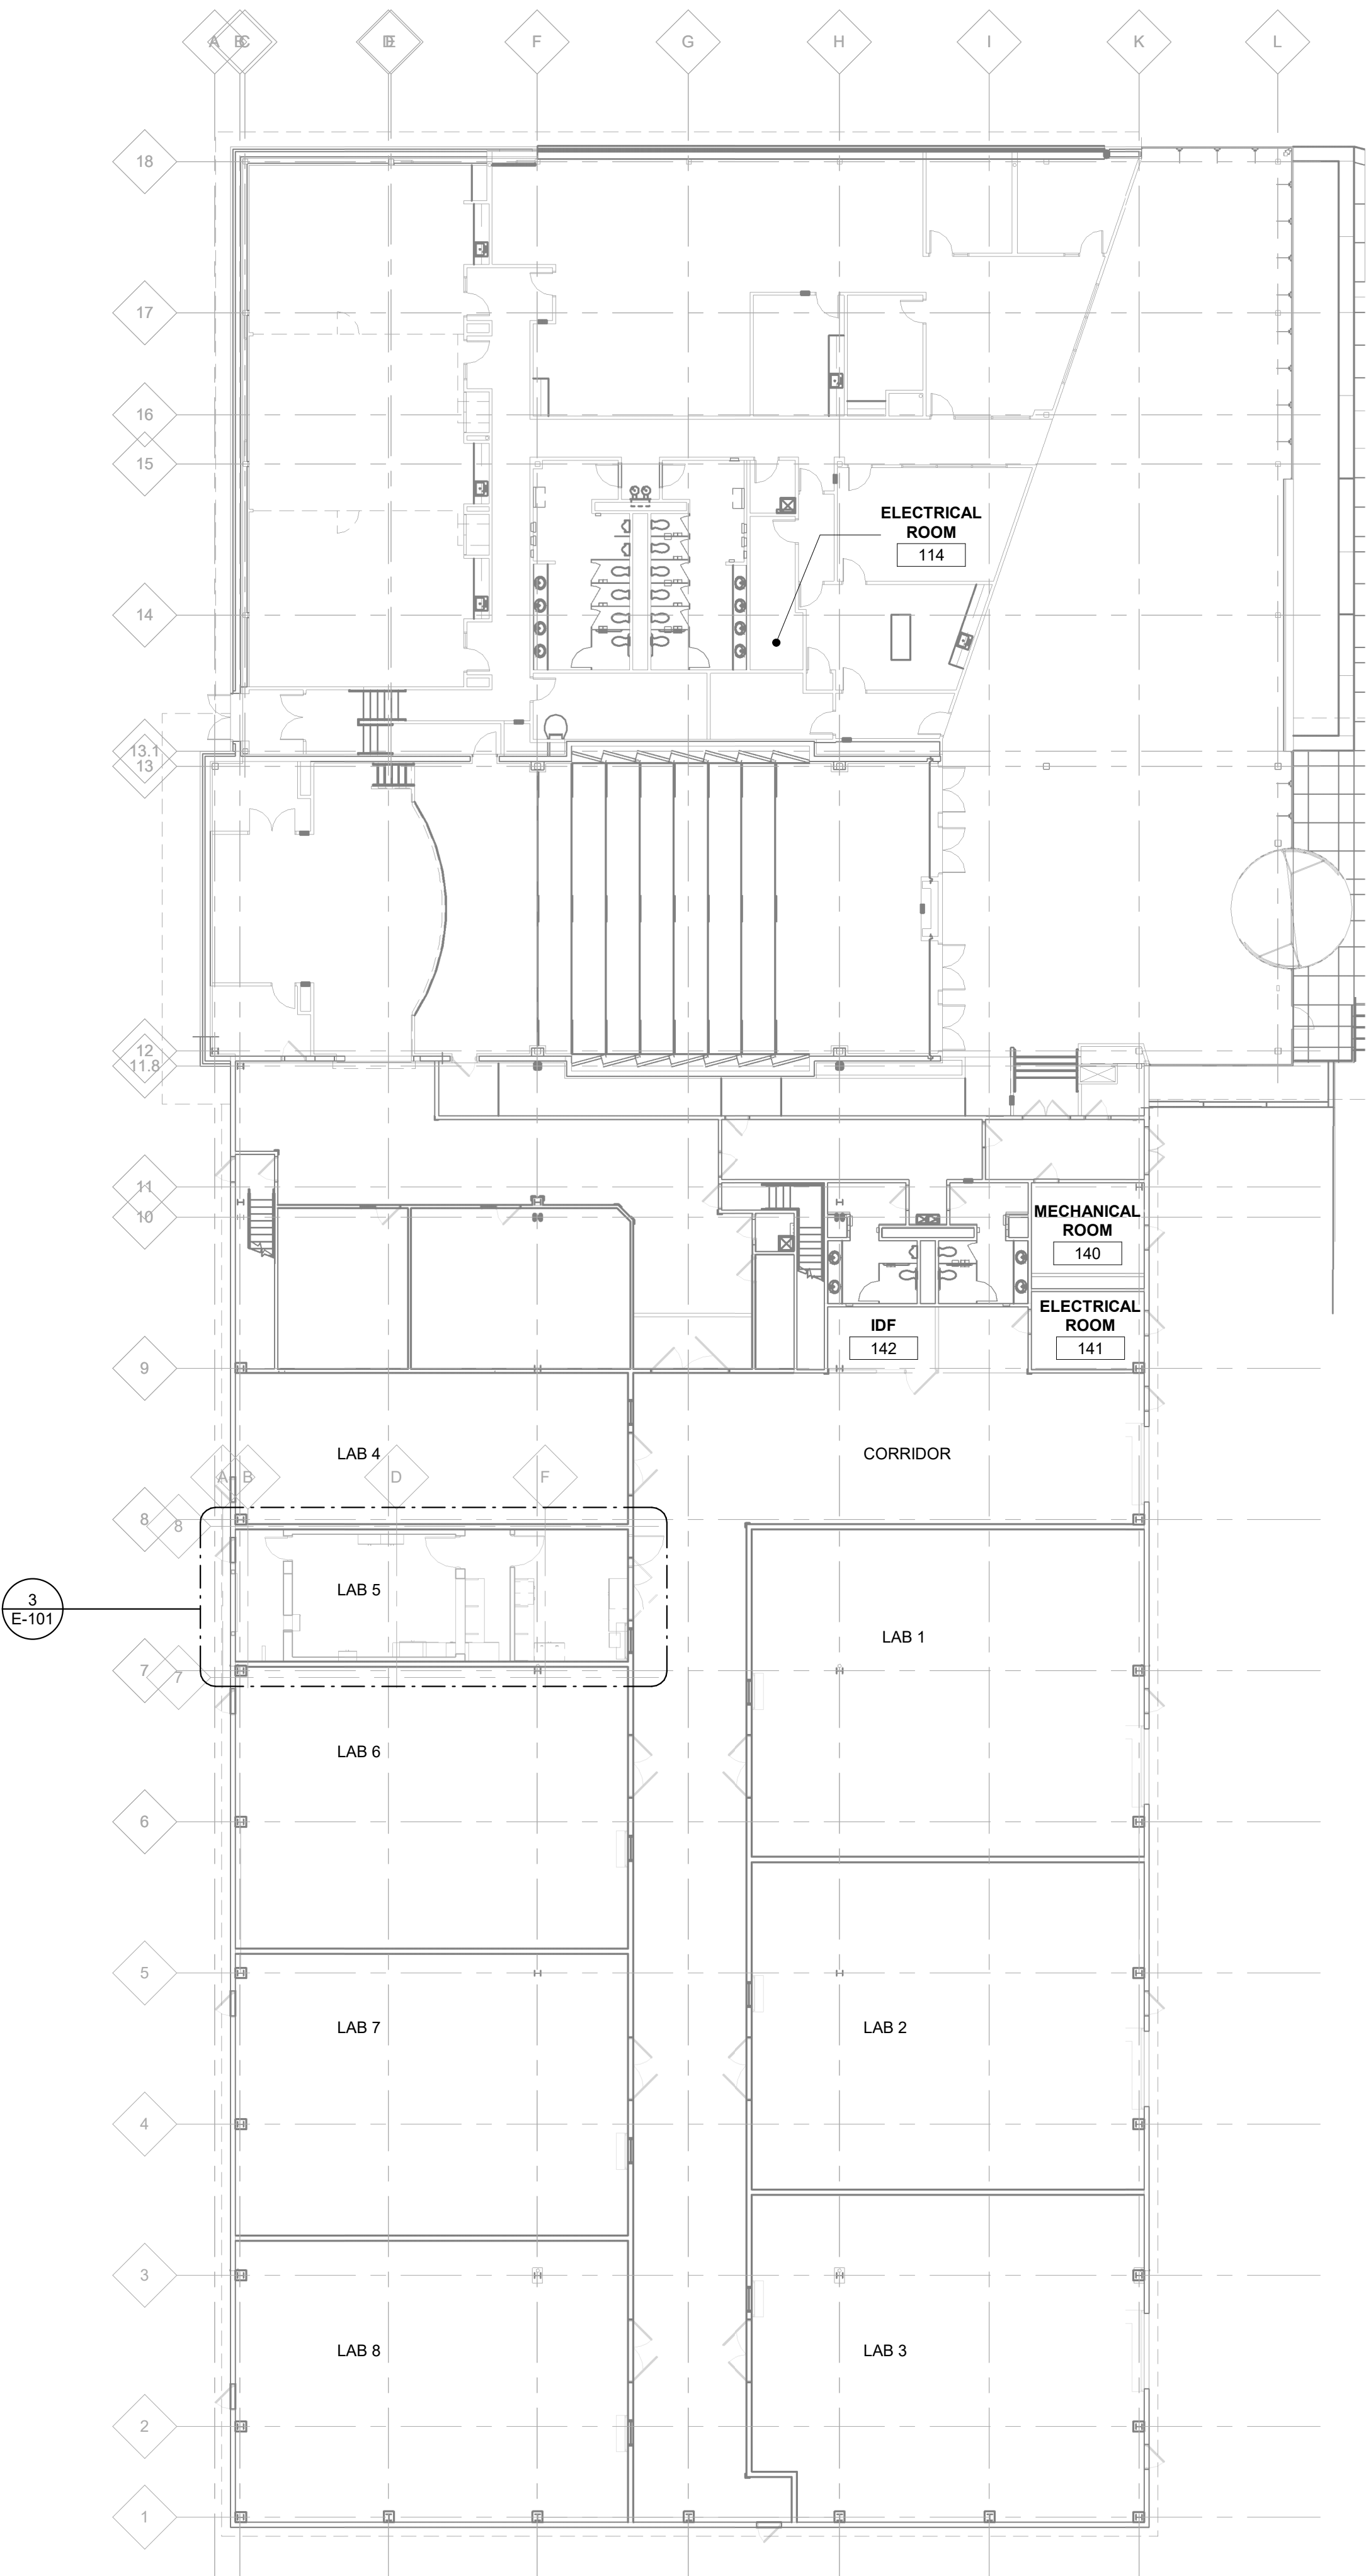 A B C D E F G H I K L
18
17
16
15
ELECTRICAL
ROOM
114
14
13.1
13
12
11.8
11
10
MECHANICAL
ROOM
140
ELECTRICAL
ROOM
141
IDF
142
9
LAB 4
CORRIDOR
A B D F
8
8
LAB 5
3
E-101
LAB 1
7
7
LAB 6
6
5
LAB 7
LAB 2
4
3
LAB 8
LAB 3
2
1